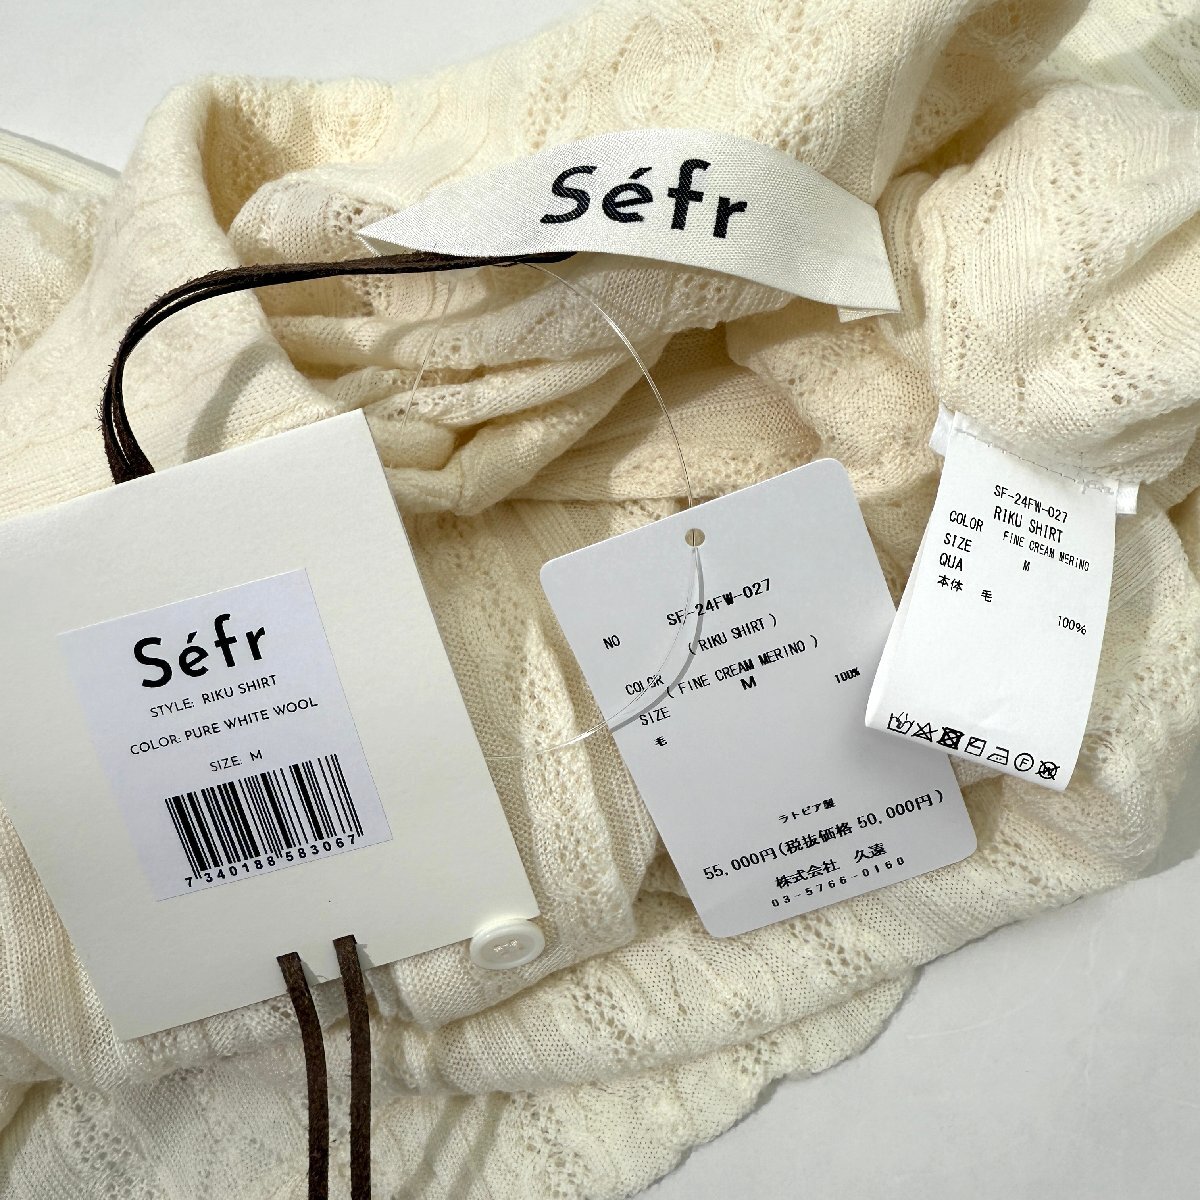 Séfr
Séfr
STYLE: RIKU SHIRT
COLOR: PURE WHITE WOOL
SIZE: M
7 340188 583067
SF-24FW-027
NO
( RIKU SHIRT )
COLOR
( FINE CREAM MERINO )
M
100%
SIZE
毛
ラトビア製
55,000円(税抜価格 50,000円)
株式会社 久遠
03-5766-0160
SF-24FW-027
RIKU SHIRT
COLOR FINE CREAM MERINO
SIZE M
QUA
本体 毛
100%
F
W